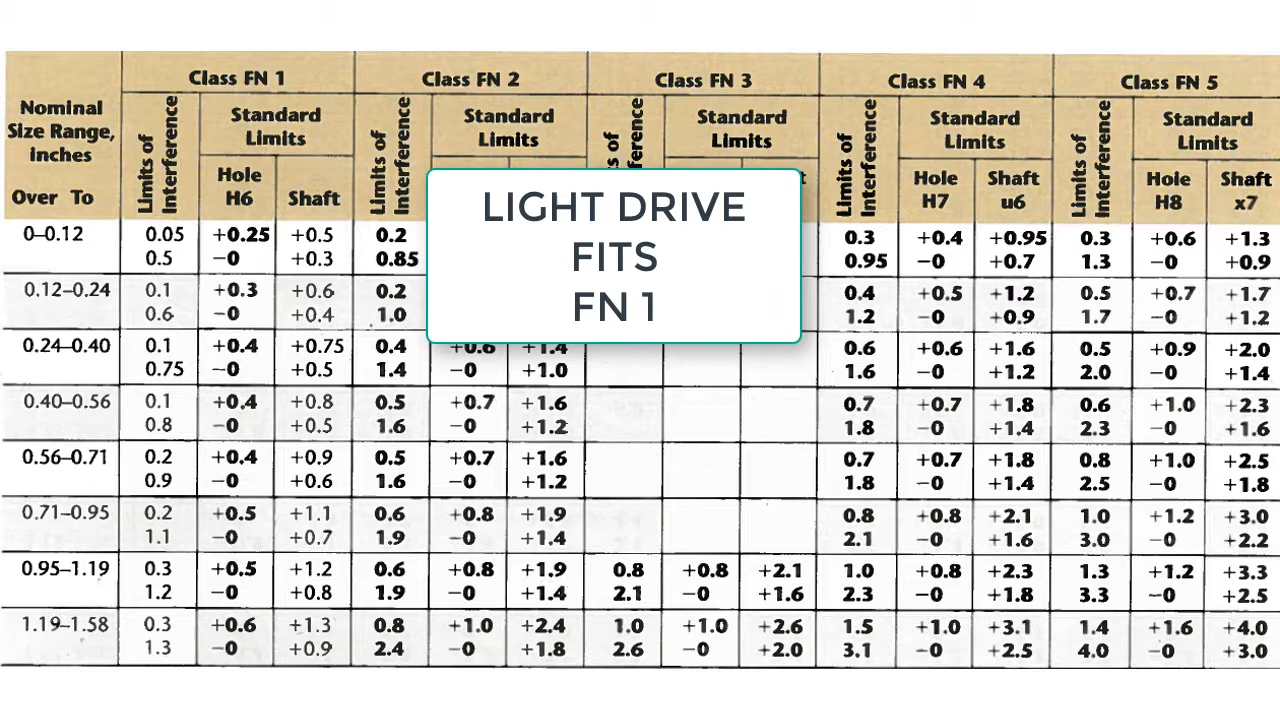 Class FN 1 Class FN 2 Class FN 3 Class FN 4 Class FN 5
Nominal Size Range, inches
Over To
Limits of Interference Standard Limits Limits of Interference Standard Limits ference Standard Limits Limits of Interference Standard Limits Limits of Interference Standard Limits
Hole H6 Shaft Hole H7 Shaft u6 Hole H8 Shaft x7
LIGHT DRIVE
FITS
FN 1
0–0.12 0.05 +0.25 +0.5 0.2 0.3 +0.4 +0.95 0.3 +0.6 +1.3
0.5 −0 +0.3 0.85 0.95 −0 +0.7 1.3 −0 +0.9
0.12–0.24 0.1 +0.3 +0.6 0.2 0.4 +0.5 +1.2 0.5 +0.7 +1.7
0.6 −0 +0.4 1.0 1.2 −0 +0.9 1.7 −0 +1.2
0.24–0.40 0.1 +0.4 +0.75 0.4 +0.6 +1.4 0.6 +0.6 +1.6 0.5 +0.9 +2.0
0.75 −0 +0.5 1.4 −0 +1.0 1.6 −0 +1.2 2.0 −0 +1.4
0.40–0.56 0.1 +0.4 +0.8 0.5 +0.7 +1.6 0.7 +0.7 +1.8 0.6 +1.0 +2.3
0.8 −0 +0.5 1.6 −0 +1.2 1.8 −0 +1.4 2.3 −0 +1.6
0.56–0.71 0.2 +0.4 +0.9 0.5 +0.7 +1.6 0.7 +0.7 +1.8 0.8 +1.0 +2.5
0.9 −0 +0.6 1.6 −0 +1.2 1.8 −0 +1.4 2.5 −0 +1.8
0.71–0.95 0.2 +0.5 +1.1 0.6 +0.8 +1.9 0.8 +0.8 +2.1 1.0 +1.2 +3.0
1.1 −0 +0.7 1.9 −0 +1.4 2.1 −0 +1.6 3.0 −0 +2.2
0.95–1.19 0.3 +0.5 +1.2 0.6 +0.8 +1.9 0.8 +0.8 +2.1 1.0 +0.8 +2.3 1.3 +1.2 +3.3
1.2 −0 +0.8 1.9 −0 +1.4 2.1 −0 +1.6 2.3 −0 +1.8 3.3 −0 +2.5
1.19–1.58 0.3 +0.6 +1.3 0.8 +1.0 +2.4 1.0 +1.0 +2.6 1.5 +1.0 +3.1 1.4 +1.6 +4.0
1.3 −0 +0.9 2.4 −0 +1.8 2.6 −0 +2.0 3.1 −0 +2.5 4.0 −0 +3.0